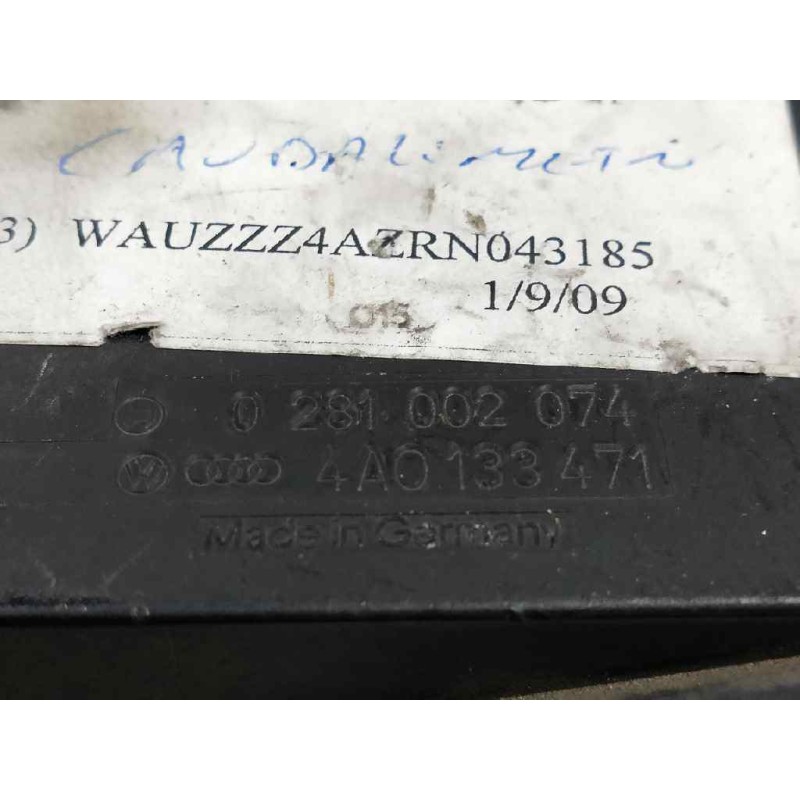 3) WAUZZZ4AZRN043185
1/9/09
015
0 281 002 074
4A0 133 471
Made in Germany